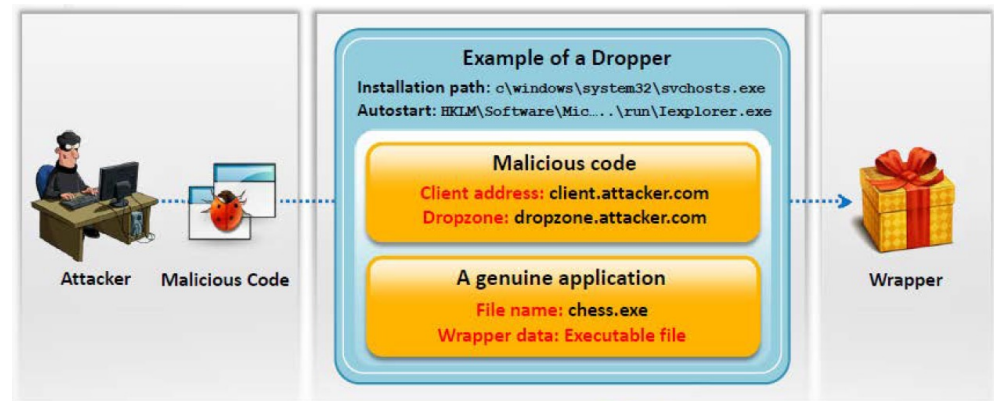 Example of a Dropper
Installation path: c\windows\system32\svchosts.exe
Autostart: HKLM\Software\Mic.....\run\Iexplorer.exe
Malicious code
Client address: client.attacker.com
Dropzone: dropzone.attacker.com
A genuine application
File name: chess.exe
Wrapper data: Executable file
Attacker
Malicious Code
Wrapper